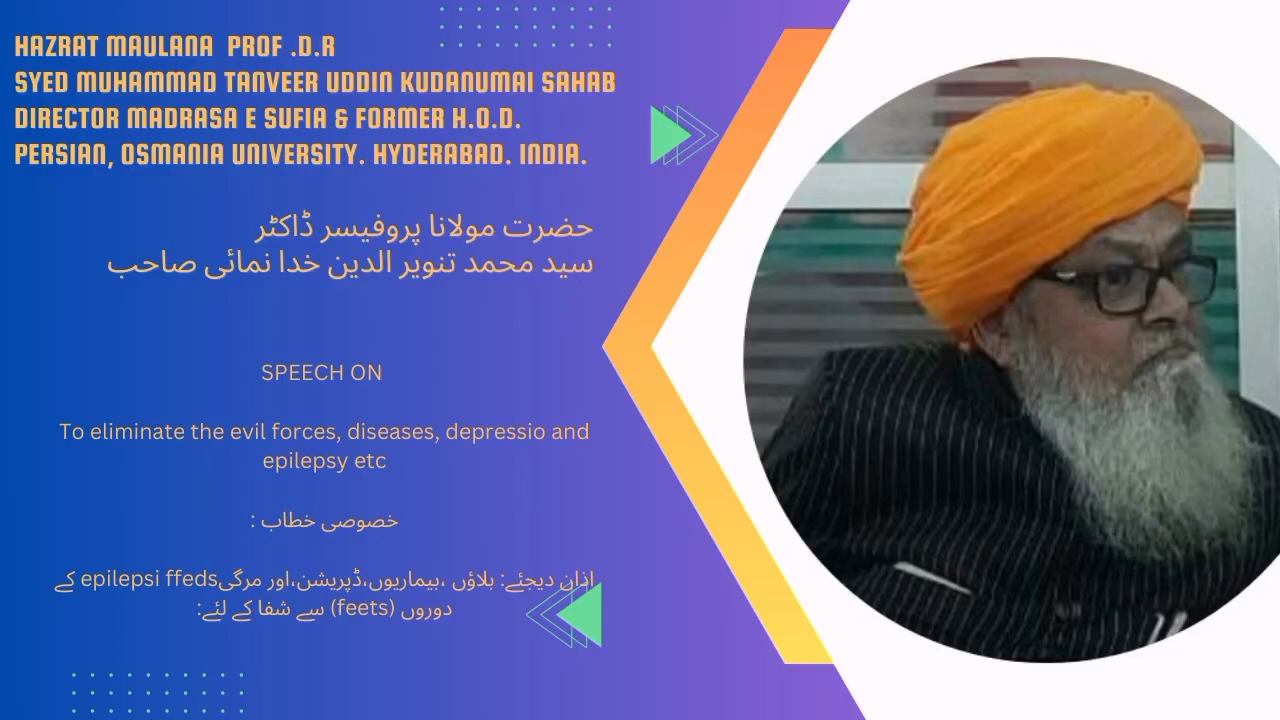 HAZRAT MAULANA PROF .D.R
SYED MUHAMMAD TANVEER UDDIN KUDANUMAI SAHAB
DIRECTOR MADRASA E SUFIA & FORMER H.O.D.
PERSIAN, OSMANIA UNIVERSITY. HYDERABAD. INDIA.
حضرت مولانا پروفیسر ڈاکٹر
سید محمد تنویر الدین خدا نمائی صاحب
SPEECH ON
To eliminate the evil forces, diseases, depressio and
epilepsy etc
خصوصی خطاب :
اذان دیجئے: بلاؤں ،بیماریوں،ڈپریشن،اور مرگیepilepsi ffeds کے
دوروں (feets) سے شفا کے لئے: